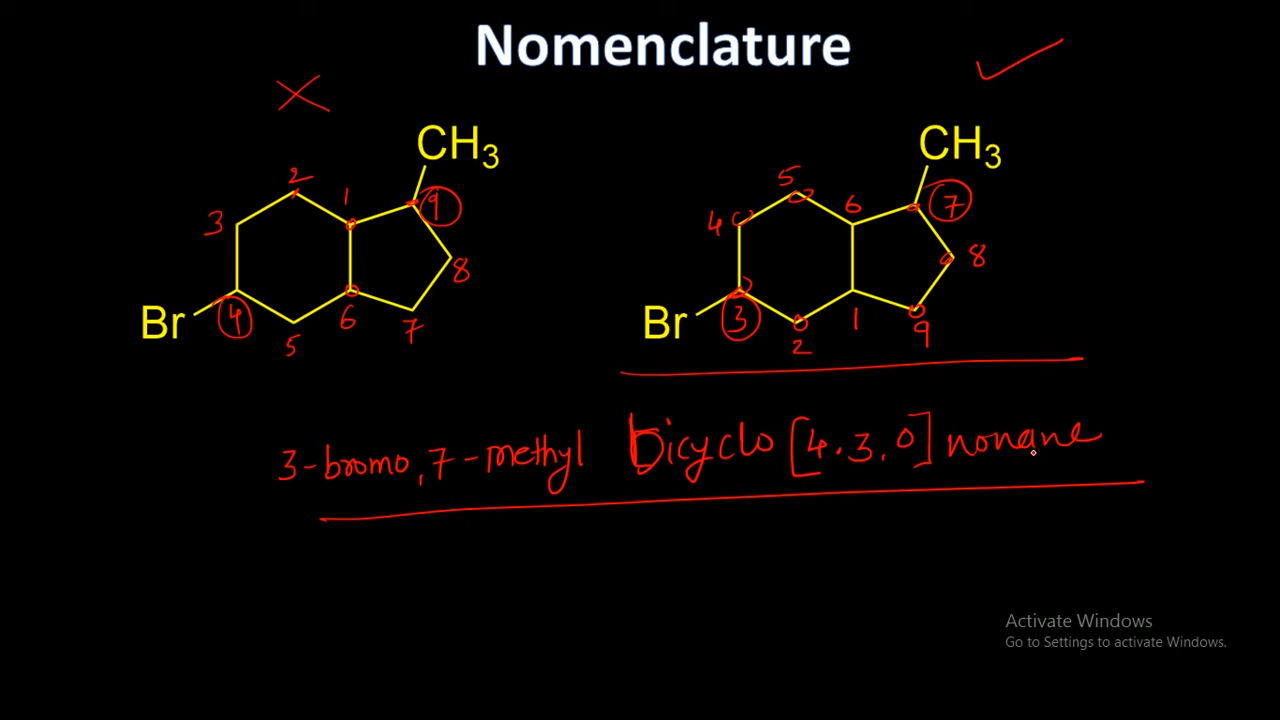 Nomenclature
CH3 CH3
2 1 9 5 6 7
3 8 4 8
Br 4 6 Br 3 1
5 7 2 9
3-bromo,7-methyl bicyclo [4.3.0] nonane
Activate Windows
Go to Settings to activate Windows.